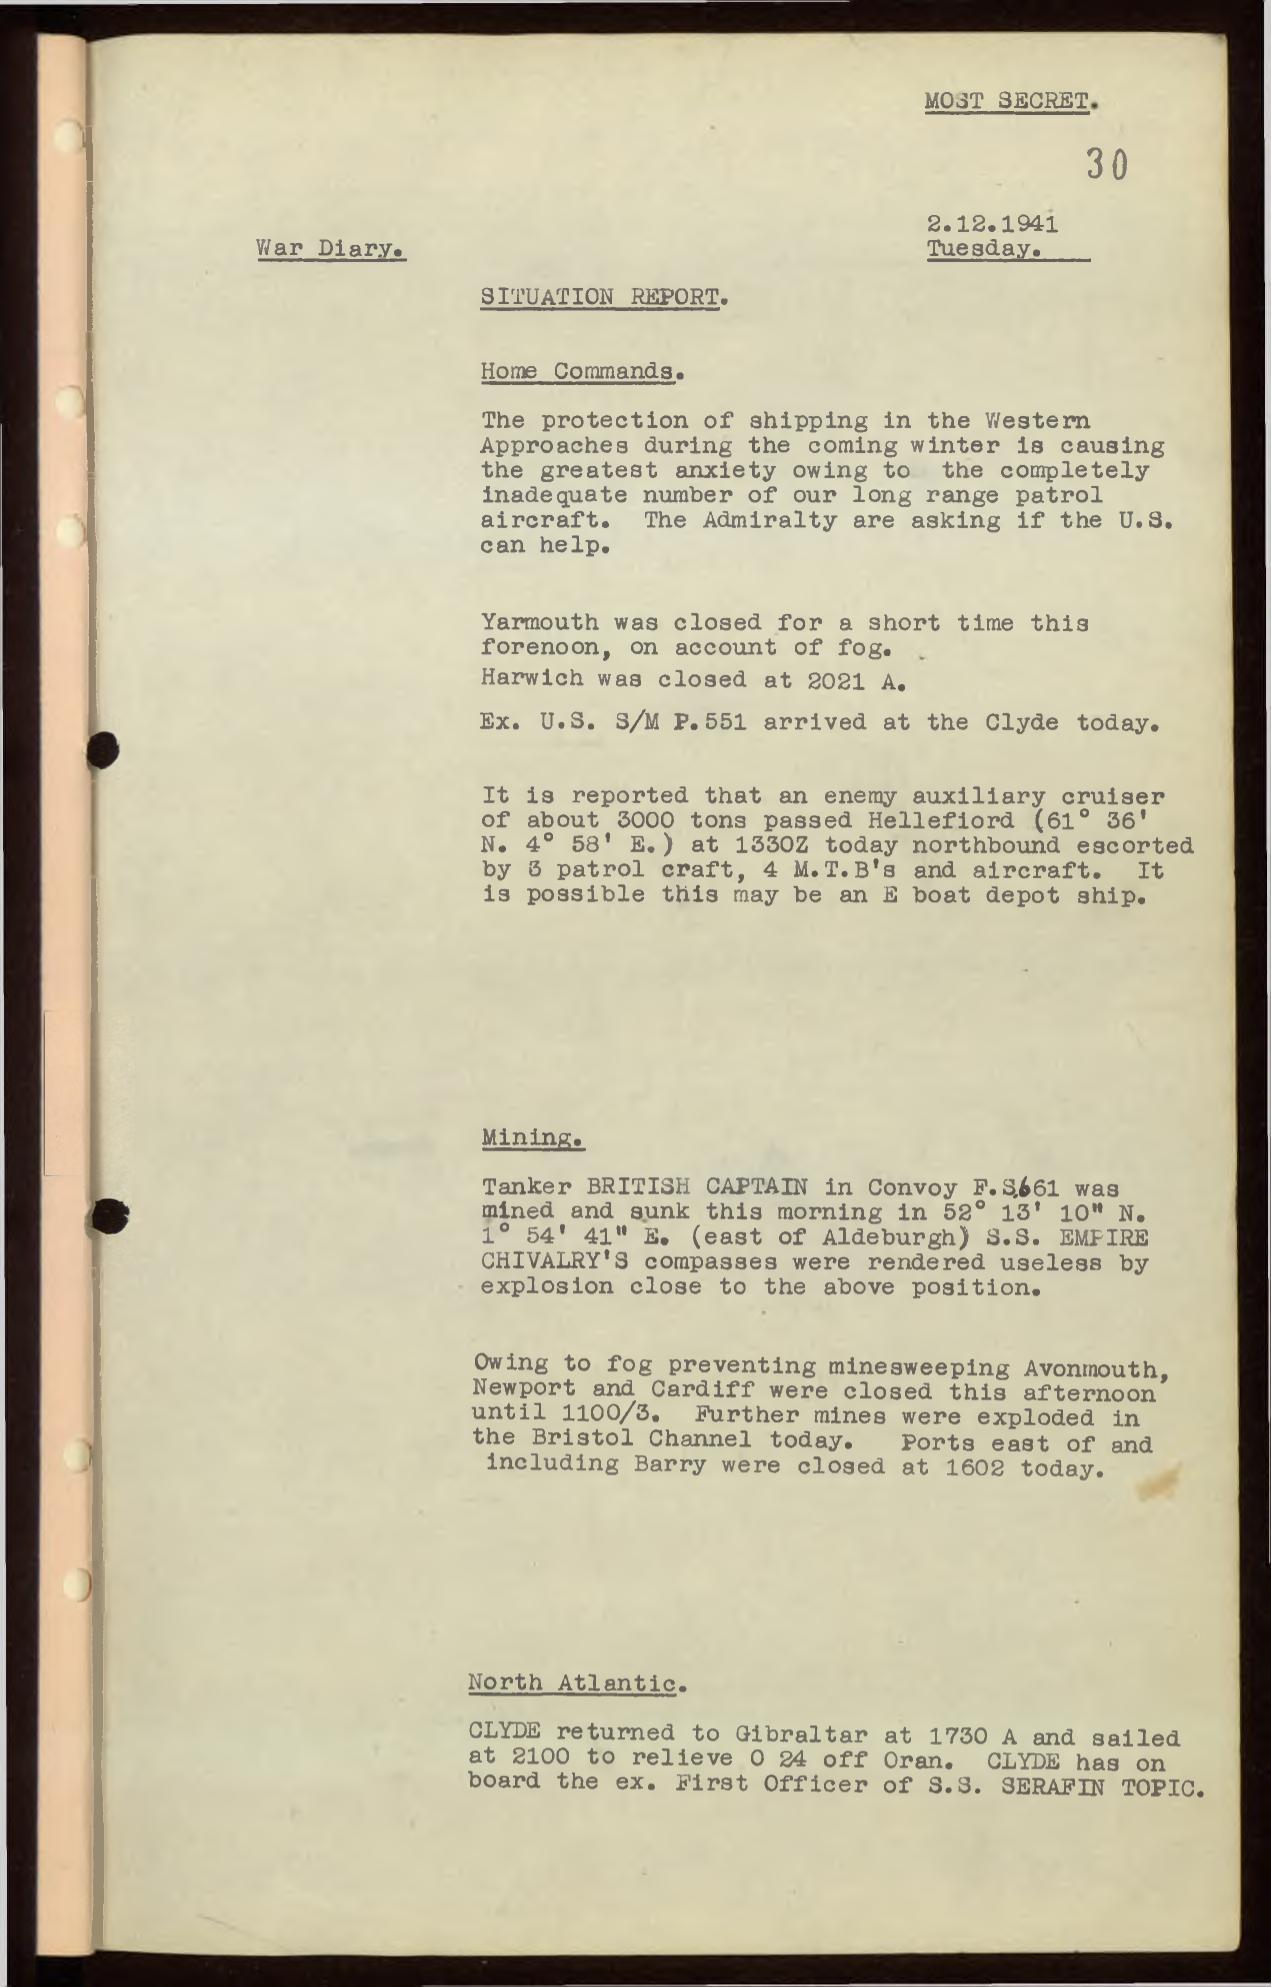 MOST SECRET.
30
2.12.1941
War Diary.
Tuesday.
SITUATION REPORT.
Home Commands.
The protection of shipping in the Western
Approaches during the coming winter is causing
the greatest anxiety owing to the completely
inadequate number of our long range patrol
aircraft. The Admiralty are asking if the U.S.
can help.
Yarmouth was closed for a short time this
forenoon, on account of fog.
Harwich was closed at 2021 A.
Ex. U.S. S/M P.551 arrived at the Clyde today.
It is reported that an enemy auxiliary cruiser
of about 3000 tons passed Hellefiord (61° 36'
N. 4° 58' E.) at 1330Z today northbound escorted
by 3 patrol craft, 4 M.T.B's and aircraft. It
is possible this may be an E boat depot ship.
Mining.
Tanker BRITISH CAPTAIN in Convoy F.S.661 was
mined and sunk this morning in 52° 13' 10" N.
1° 54' 41" E. (east of Aldeburgh) S.S. EMPIRE
CHIVALRY'S compasses were rendered useless by
explosion close to the above position.
Owing to fog preventing minesweeping Avonmouth,
Newport and Cardiff were closed this afternoon
until 1100/3. Further mines were exploded in
the Bristol Channel today. Ports east of and
including Barry were closed at 1602 today.
North Atlantic.
CLYDE returned to Gibraltar at 1730 A and sailed
at 2100 to relieve O 24 off Oran. CLYDE has on
board the ex. First Officer of S.S. SERAFIN TOPIC.